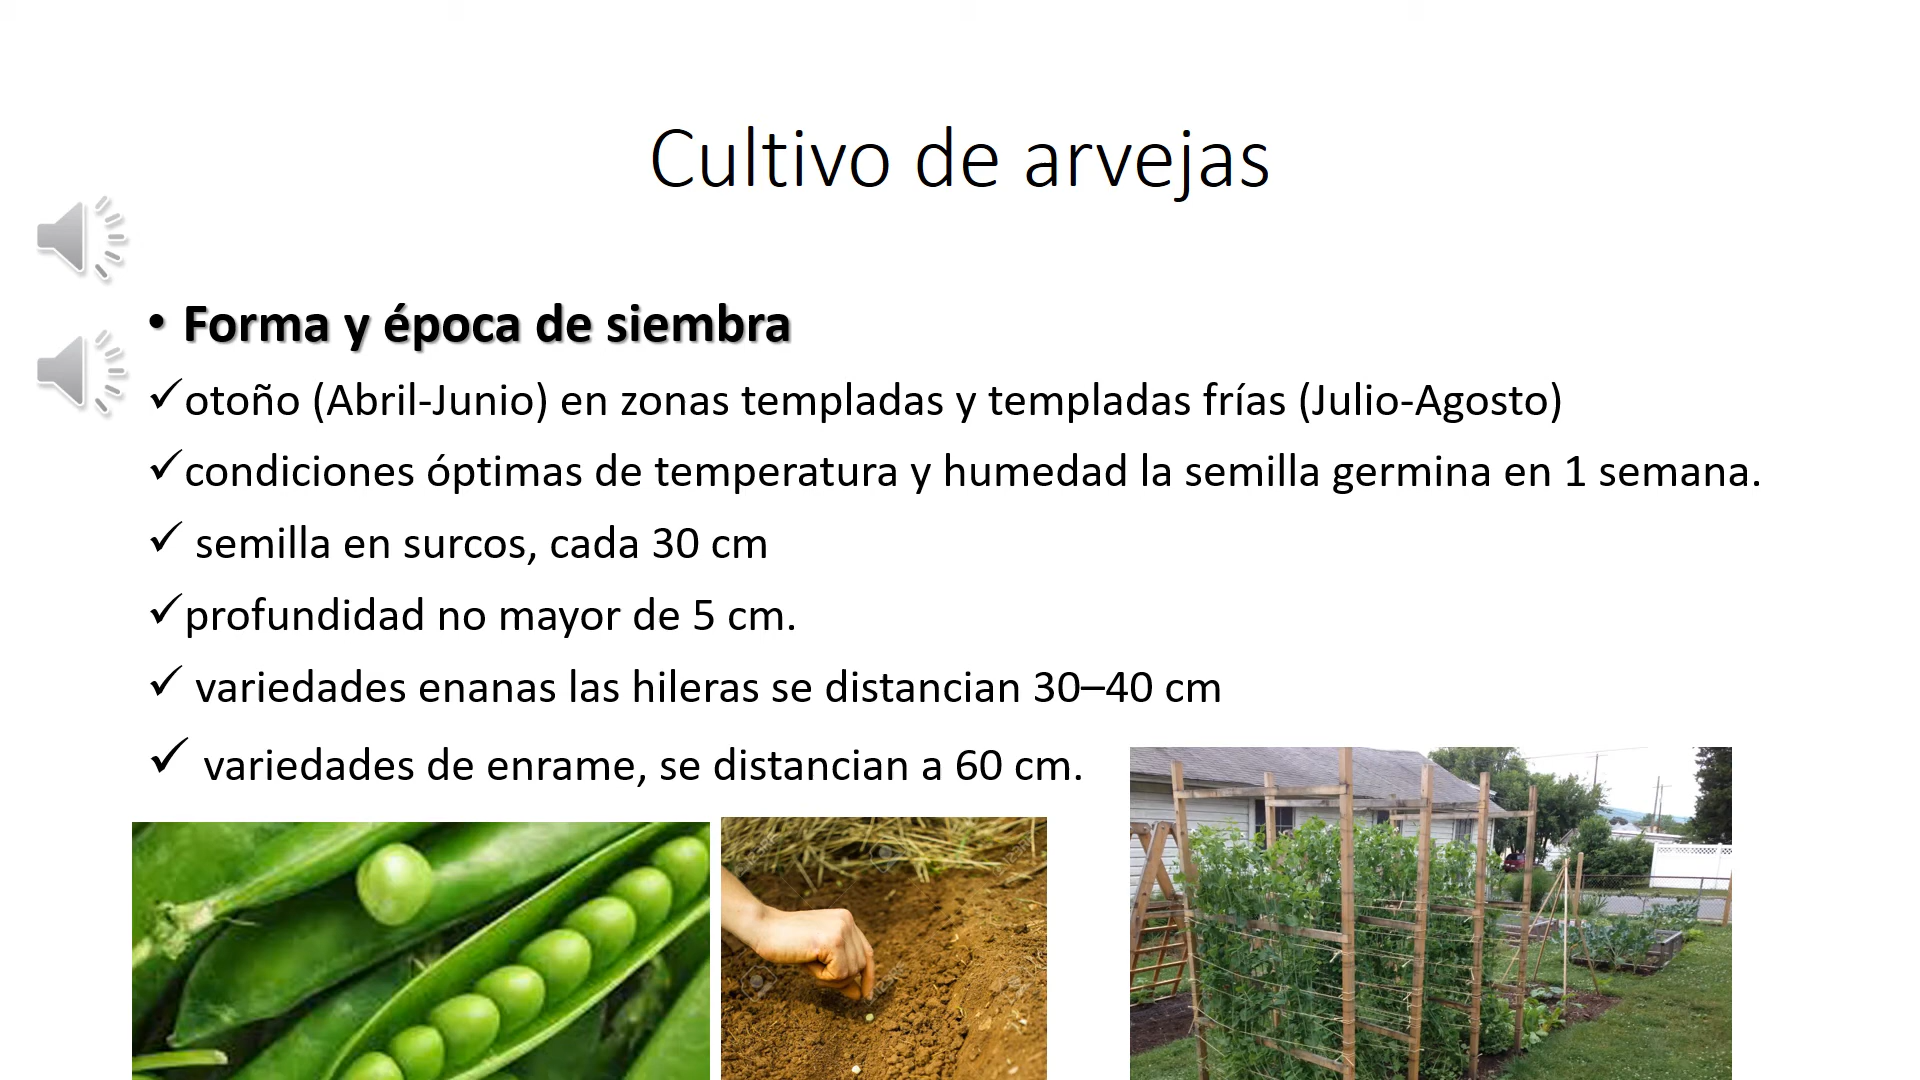 Cultivo de arvejas
• Forma y época de siembra
✓otoño (Abril-Junio) en zonas templadas y templadas frías (Julio-Agosto)
✓condiciones óptimas de temperatura y humedad la semilla germina en 1 semana.
✓ semilla en surcos, cada 30 cm
✓profundidad no mayor de 5 cm.
✓ variedades enanas las hileras se distancian 30–40 cm
✓ variedades de enrame, se distancian a 60 cm.